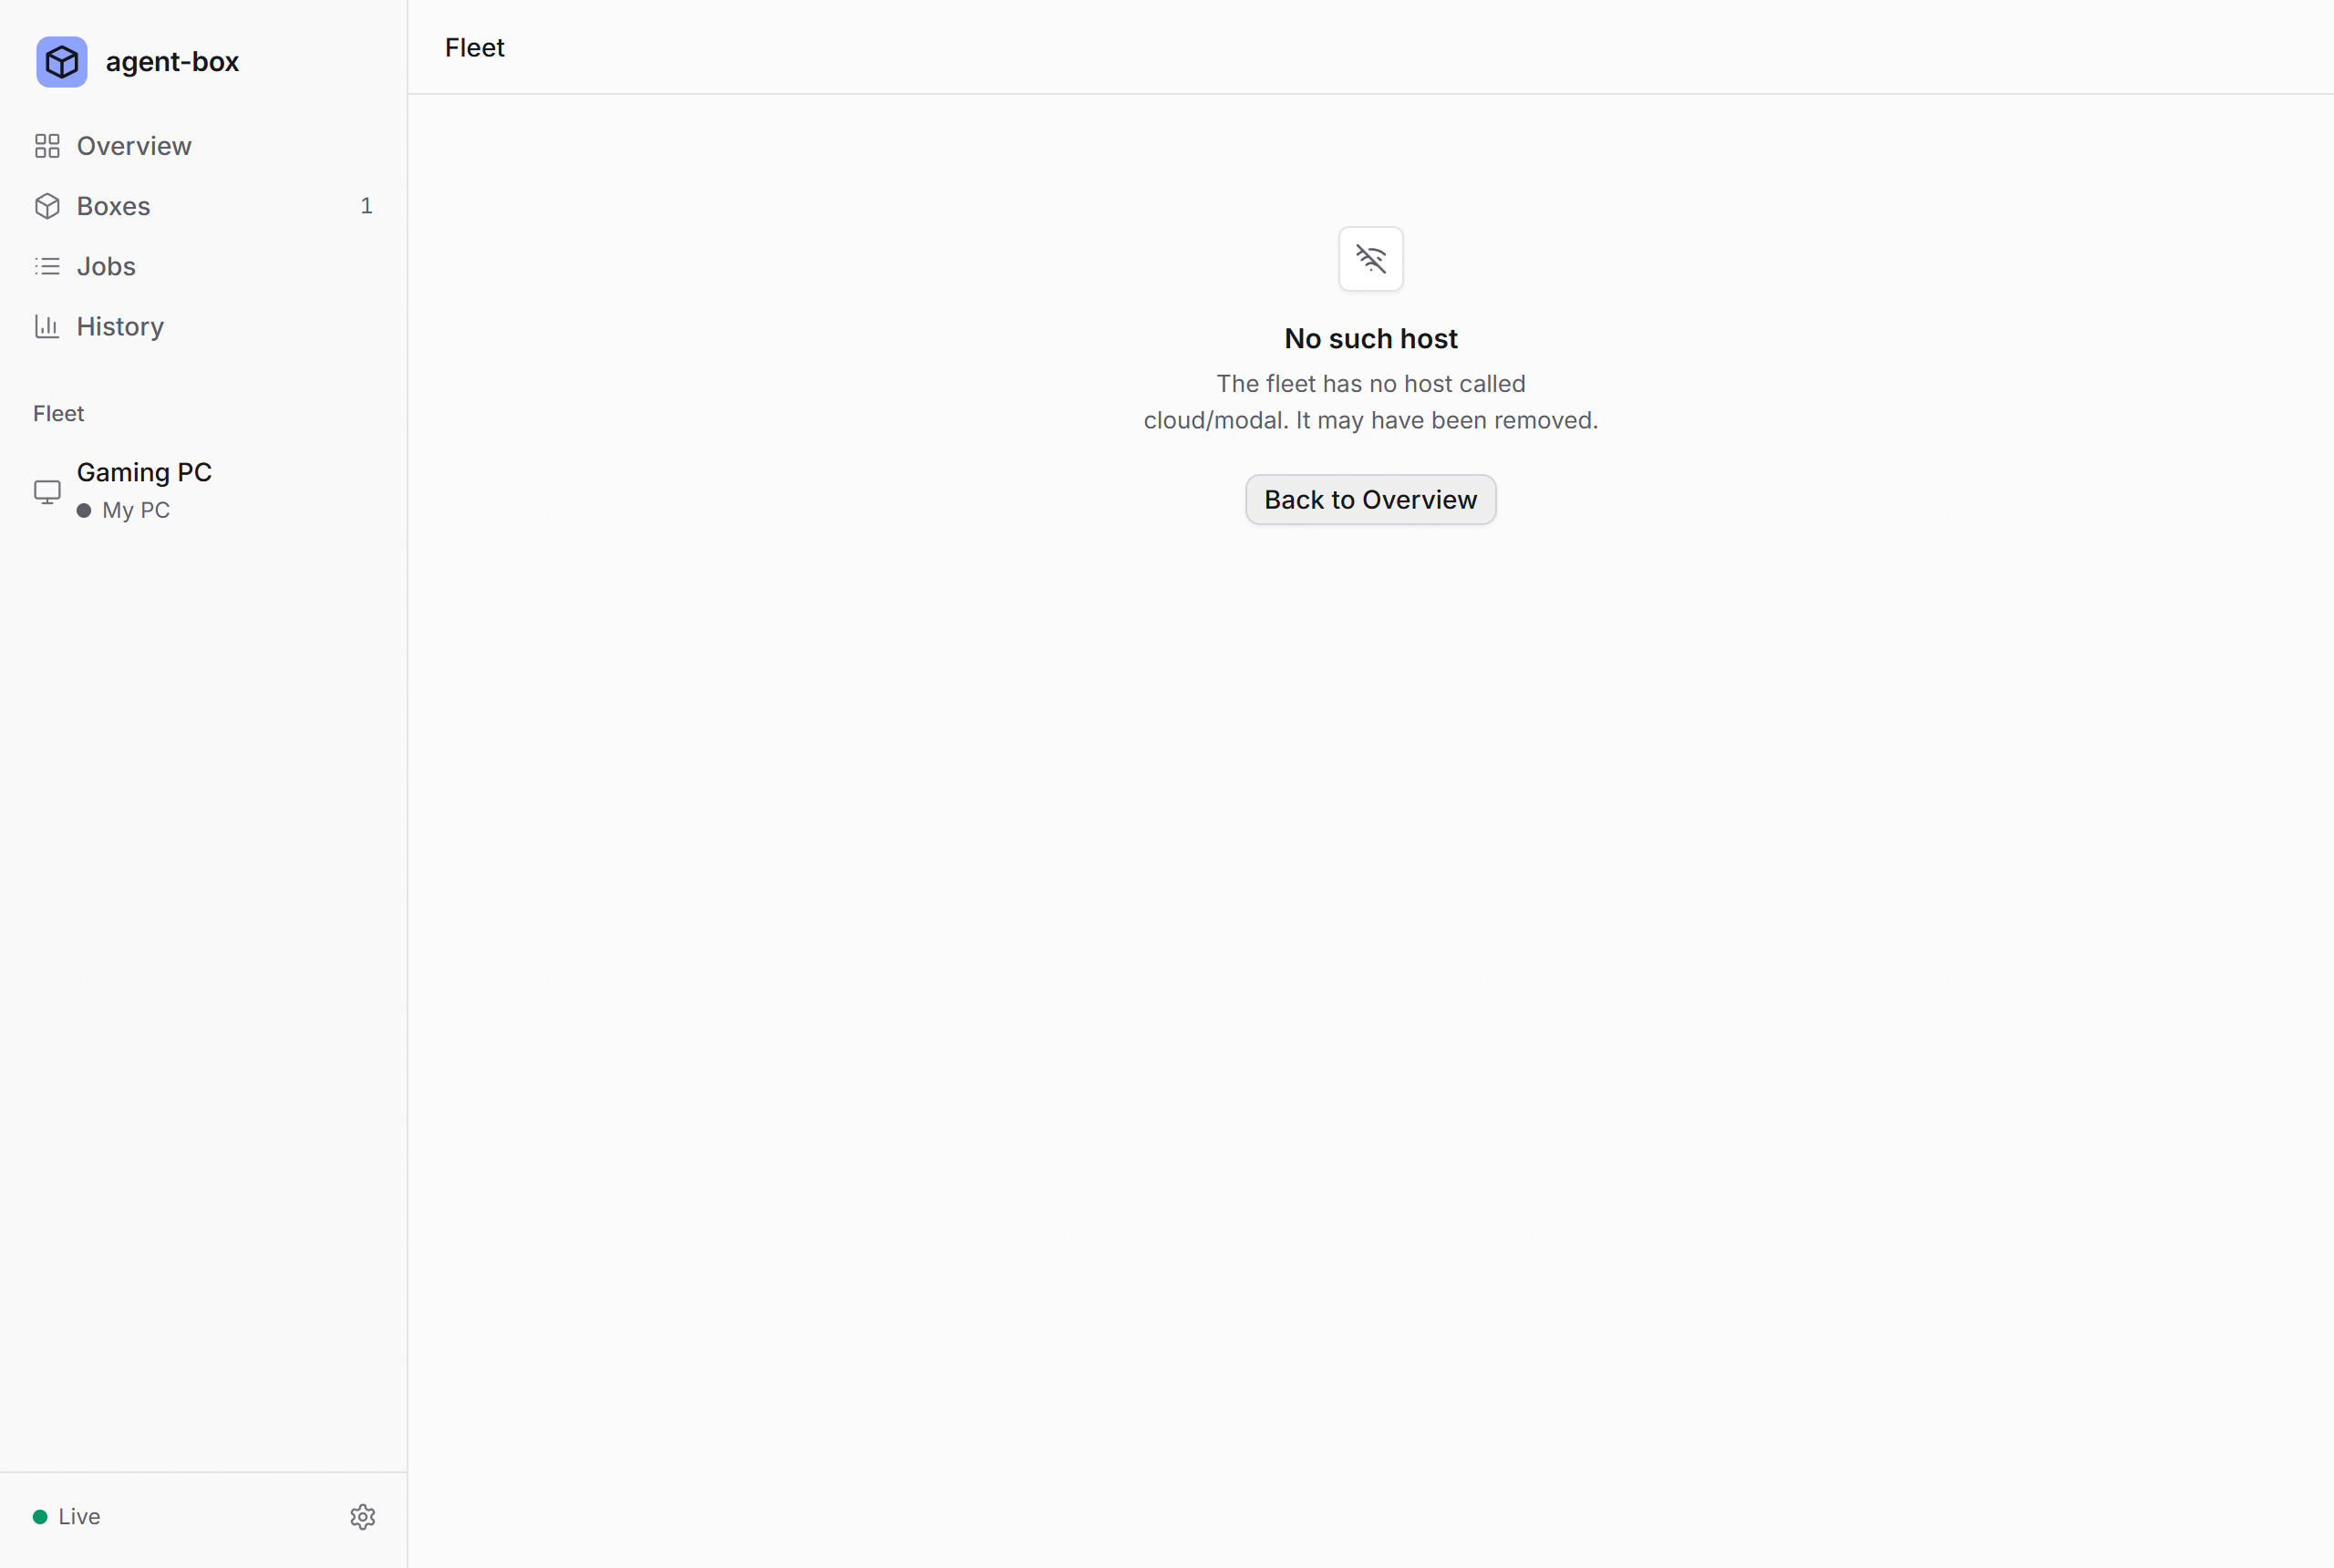 agent-box
Overview
Boxes 1
Jobs
History
Fleet
Gaming PC
My PC
Live
Fleet
No such host
The fleet has no host called
cloud/modal. It may have been removed.
Back to Overview